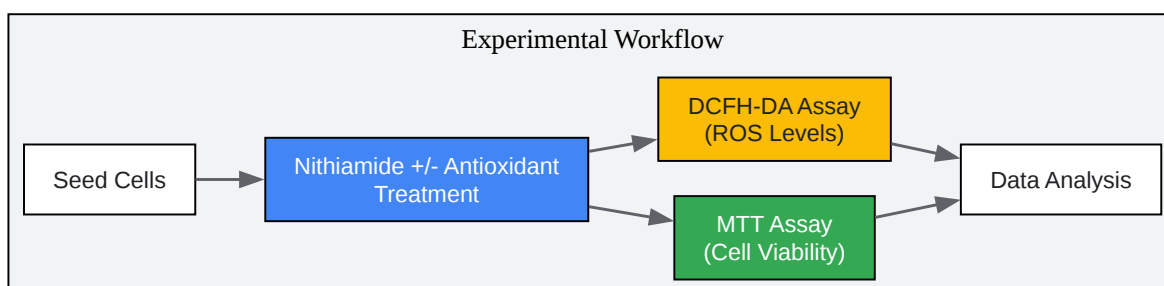 Experimental Workflow
Seed Cells
Nithiamide +/- Antioxidant
Treatment
DCFH-DA Assay
(ROS Levels)
MTT Assay
(Cell Viability)
Data Analysis